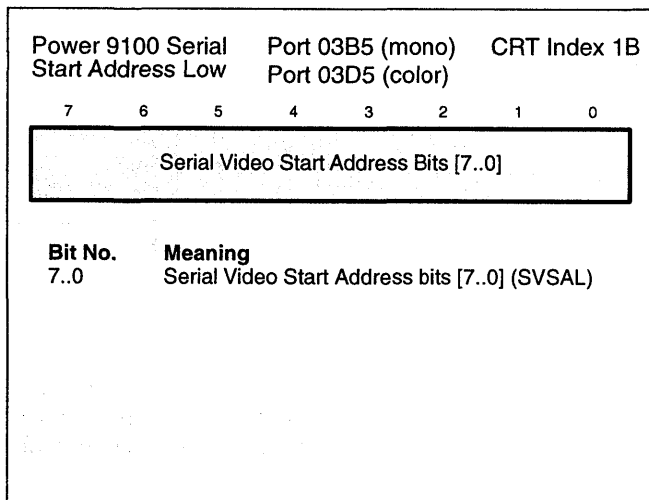 Power 9100 Serial Port 03B5 (mono) CRT Index 1B
Start Address Low Port 03D5 (color)
7 6 5 4 3 2 1 0
Serial Video Start Address Bits [7..0]
Bit No. Meaning
7..0 Serial Video Start Address bits [7..0] (SVSAL)